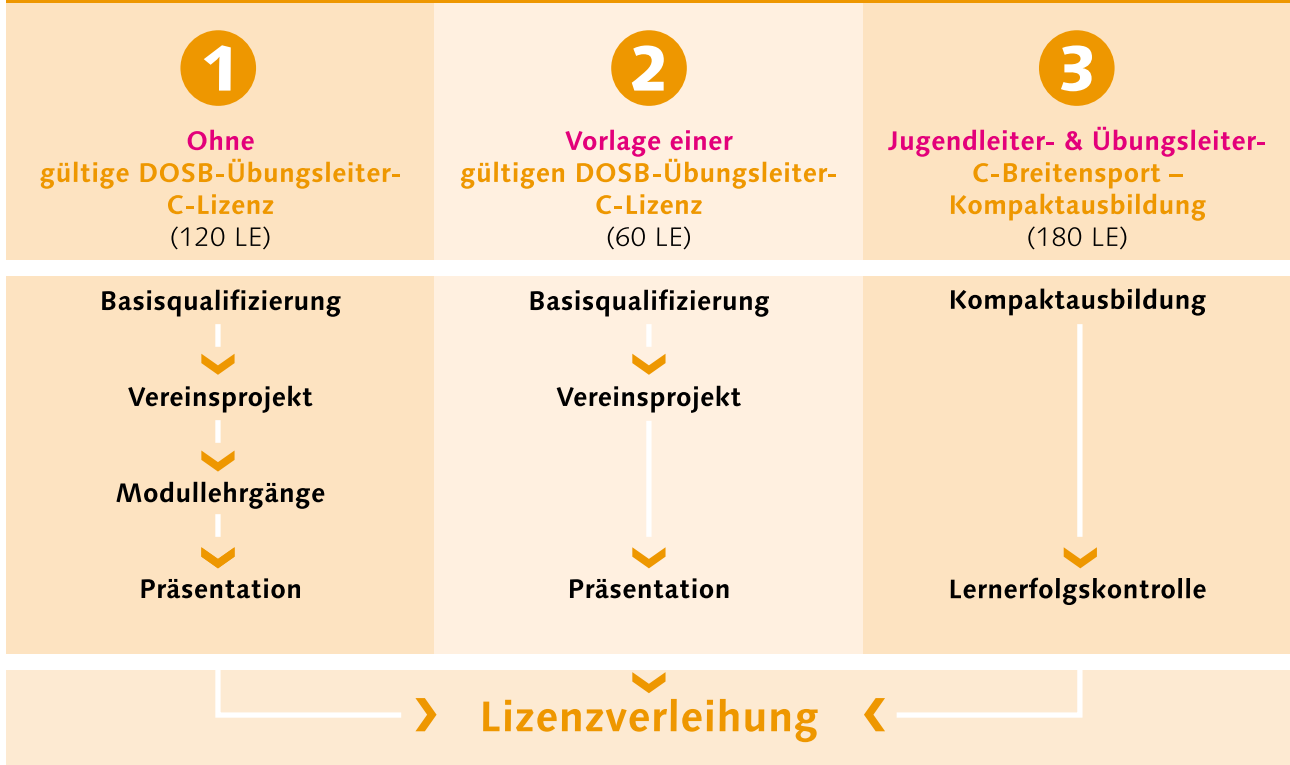 1
Ohne
gültige DOSB-Übungsleiter-
C-Lizenz
(120 LE)
Basisqualifizierung
Vereinsprojekt
Modullehrgänge
Präsentation
2
Vorlage einer
gültigen DOSB-Übungsleiter-
C-Lizenz
(60 LE)
Basisqualifizierung
Vereinsprojekt
Präsentation
3
Jugendleiter- & Übungsleiter-
C-Breitensport –
Kompaktausbildung
(180 LE)
Kompaktausbildung
Lernerfolgskontrolle
Lizenzverleihung